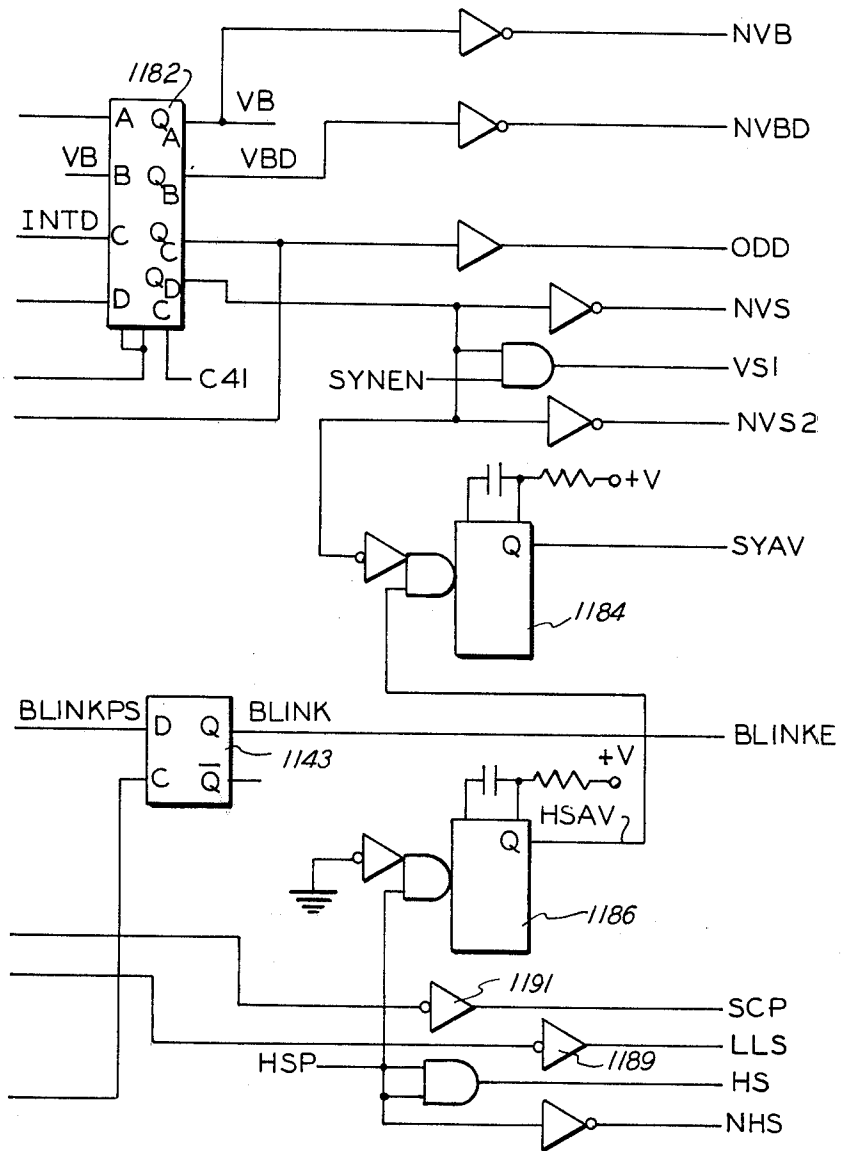 NVB
1182
VB
A QA
NVBD
VB
B QB
VBD
INTD
C QC
ODD
D QD
C
NVS
C41
SYNEN
VS1
NVS2
+V
Q
SYAV
1184
BLINKPS
D Q
BLINK
BLINKE
1143
C Q̅
+V
HSAV
Q
1186
1191
SCP
LLS
1189
HSP
HS
NHS